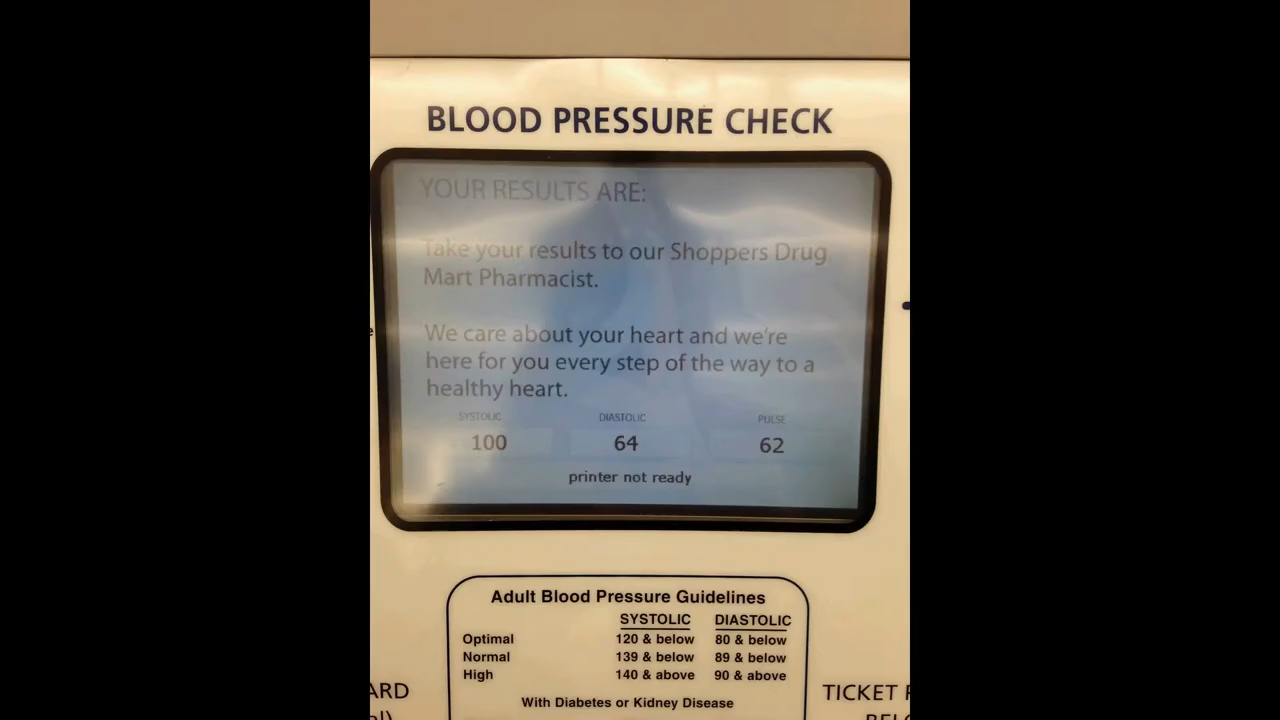 BLOOD PRESSURE CHECK
YOUR RESULTS ARE:
Take your results to our Shoppers Drug
Mart Pharmacist.
We care about your heart and we're
here for you every step of the way to a
healthy heart.
SYSTOLIC DIASTOLIC PULSE
100 64 62
printer not ready
Adult Blood Pressure Guidelines
SYSTOLIC DIASTOLIC
Optimal 120 & below 80 & below
Normal 139 & below 89 & below
High 140 & above 90 & above
With Diabetes or Kidney Disease
TICKET